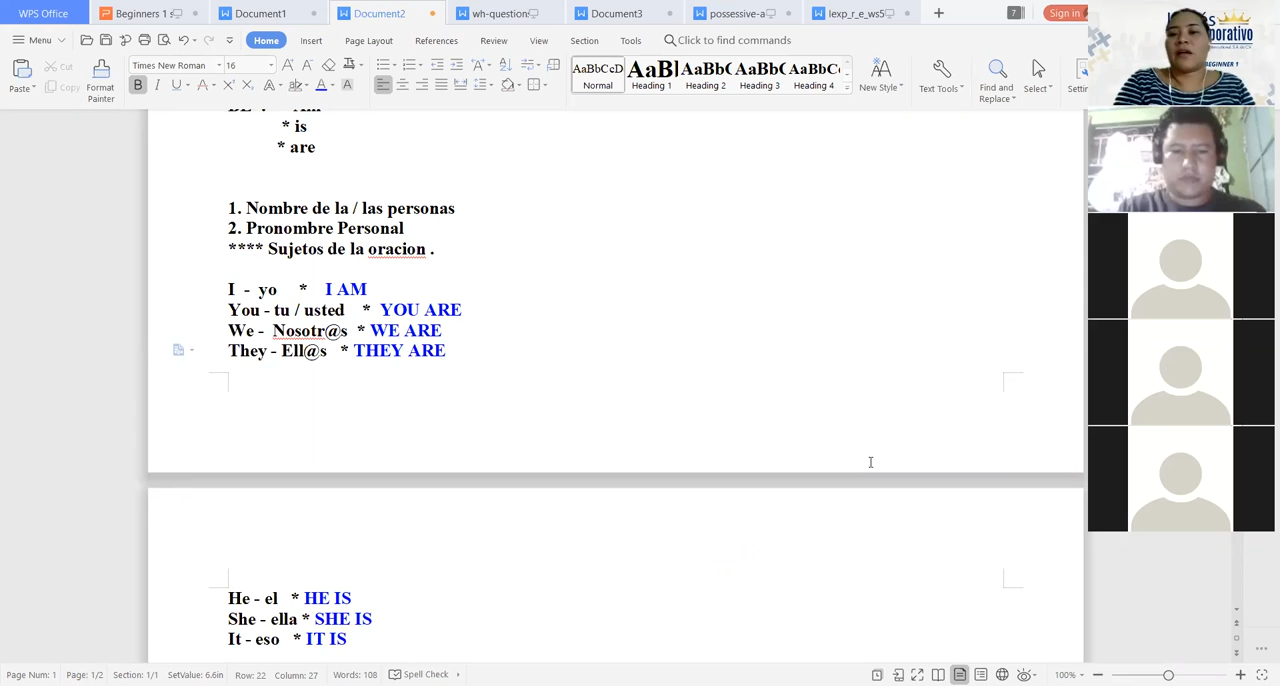 WPS Office
Beginners 1
Document1
Document2
wh-question
Document3
possessive-a
lexp_r_e_ws5
7
Sign in
Menu
Home
Insert
Page Layout
References
Review
View
Section
Tools
Click to find commands
Paste
Cut
Copy
Format Painter
Times New Roman
16
AaBbCcD
Normal
Heading 1
Heading 2
Heading 3
Heading 4
New Style
Text Tools
Find and Replace
Select
BEGINNER 1
* is
* are
1. Nombre de la / las personas
2. Pronombre Personal
**** Sujetos de la oracion .
I - yo * I AM
You - tu / usted * YOU ARE
We - Nosotr@s * WE ARE
They - Ell@s * THEY ARE
He - el * HE IS
She - ella * SHE IS
It - eso * IT IS
Page Num: 1 Page: 1/2 Section: 1/1 SetValue: 6.6in Row: 22 Column: 27 Words: 108 Spell Check 100%